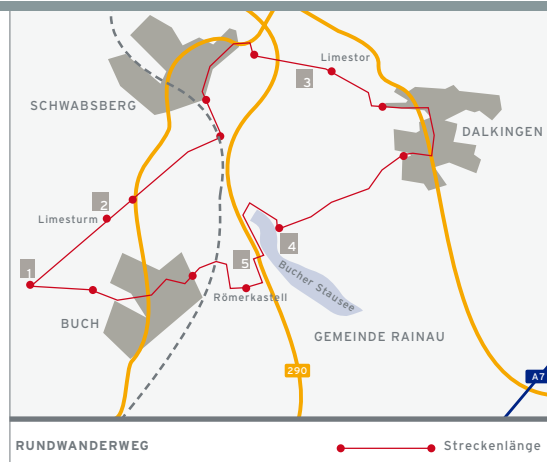 Limestor
3
SCHWABSBERG
DALKINGEN
2
Limesturm
4
1
5
Bucher Stausee
Römerkastell
BUCH
GEMEINDE RAINAU
290
A7
RUNDWANDERWEG
Streckenlänge